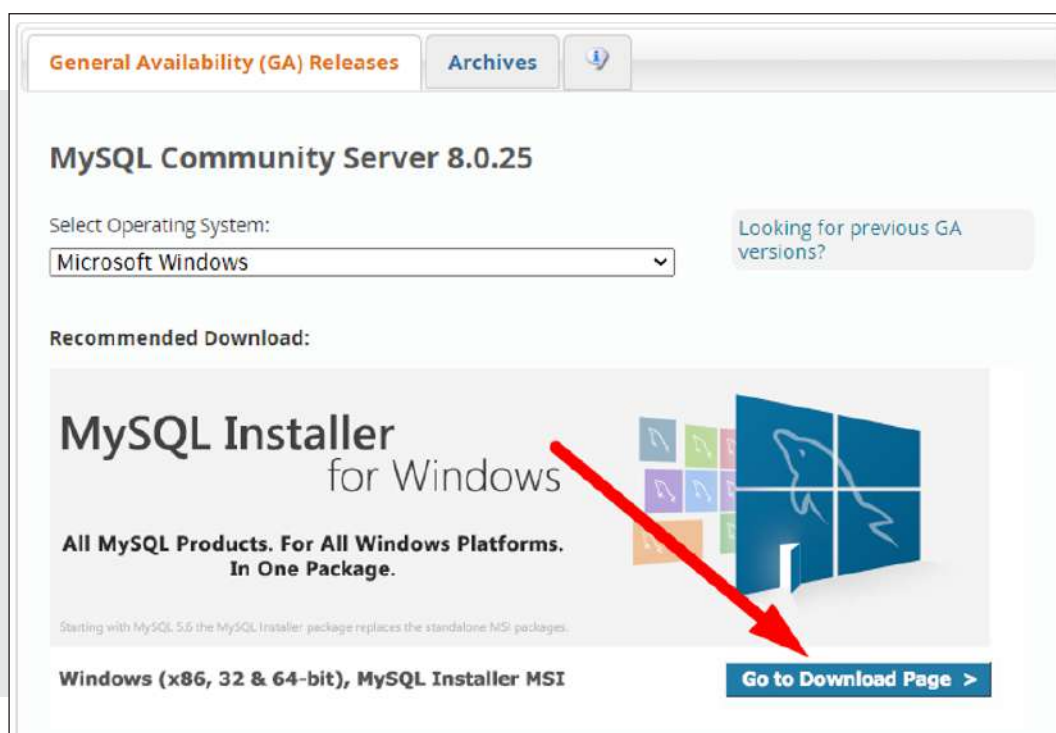 General Availability (GA) Releases
Archives
MySQL Community Server 8.0.25
Select Operating System:
Microsoft Windows
Looking for previous GA
versions?
Recommended Download:
MySQL Installer
for Windows
All MySQL Products. For All Windows Platforms.
In One Package.
Starting with MySQL 5.6 the MySQL Installer package replaces the standalone MSI packages.
Windows (x86, 32 & 64-bit), MySQL Installer MSI
Go to Download Page >